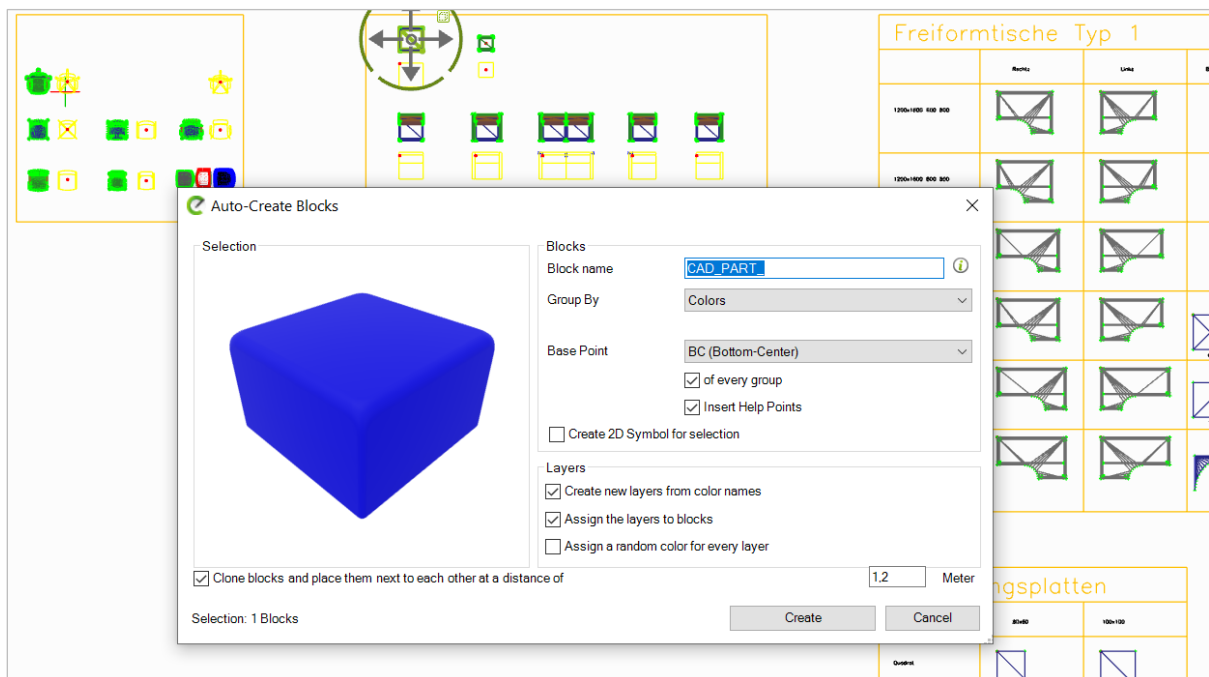 Freiformtische Typ 1
Rechts
Links
1200x1600 600 800
1200x1600 800 800
Auto-Create Blocks
Selection
Blocks
Block name
CAD_PART_
Group By
Colors
Base Point
BC (Bottom-Center)
of every group
Insert Help Points
Create 2D Symbol for selection
Layers
Create new layers from color names
Assign the layers to blocks
Assign a random color for every layer
Clone blocks and place them next to each other at a distance of
1,2
Meter
Selection: 1 Blocks
Create
Cancel
ngsplatten
80x80
100x100
Quadrat